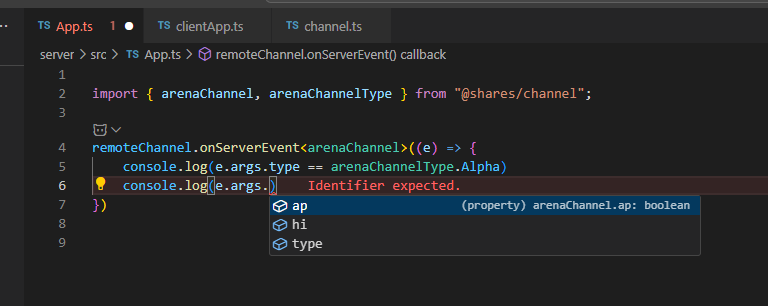 TS App.ts 1
TS clientApp.ts
TS channel.ts
server > src > TS App.ts > remoteChannel.onServerEvent() callback
1
2 import { arenaChannel, arenaChannelType } from "@shares/channel";
3
4 remoteChannel.onServerEvent<arenaChannel>((e) => {
5 console.log(e.args.type == arenaChannelType.Alpha)
6 console.log(e.args.) Identifier expected.
7 })
ap (property) arenaChannel.ap: boolean
8
hi
9
type